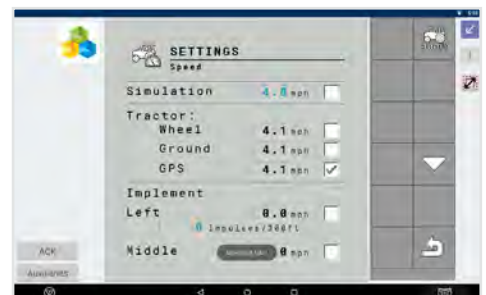 SETTINGS
Speed
Simulation 4.0 mph
Tractor:
Wheel 4.1 mph
Ground 4.1 mph
GPS 4.1 mph
Implement
Left 0.0 mph
0 Impulses/300ft
Middle 0 mph
ACK